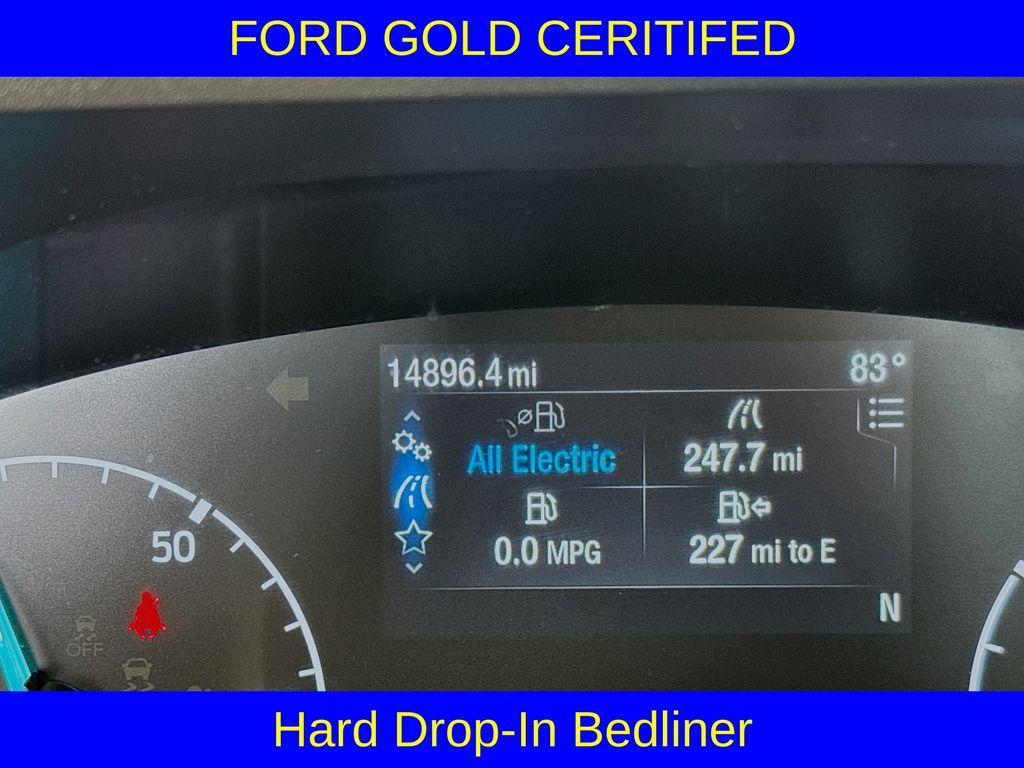 FORD GOLD CERITIFED
14896.4 mi 83°
All Electric 247.7 mi
50
0.0 MPG 227 mi to E
N
OFF
Hard Drop-In Bedliner